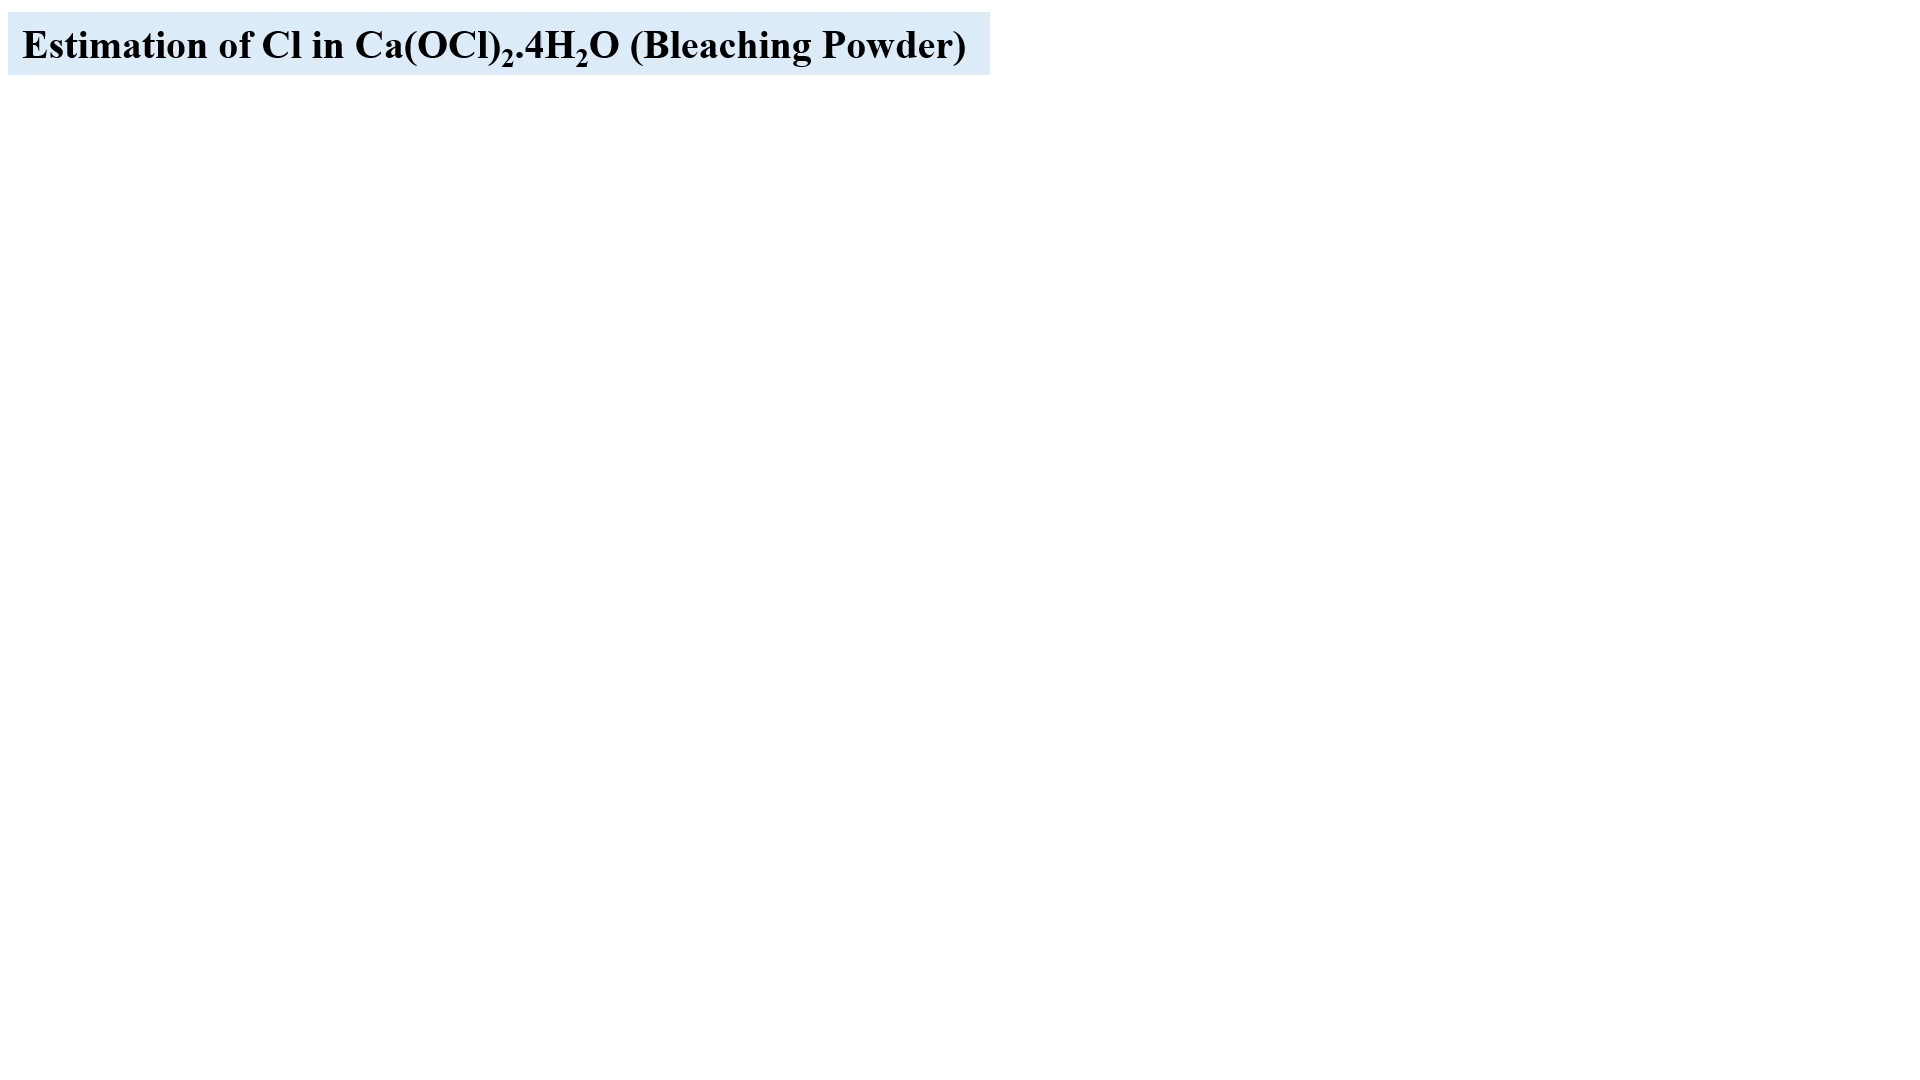 Estimation of Cl in Ca(OCl)₂.4H₂O (Bleaching Powder)